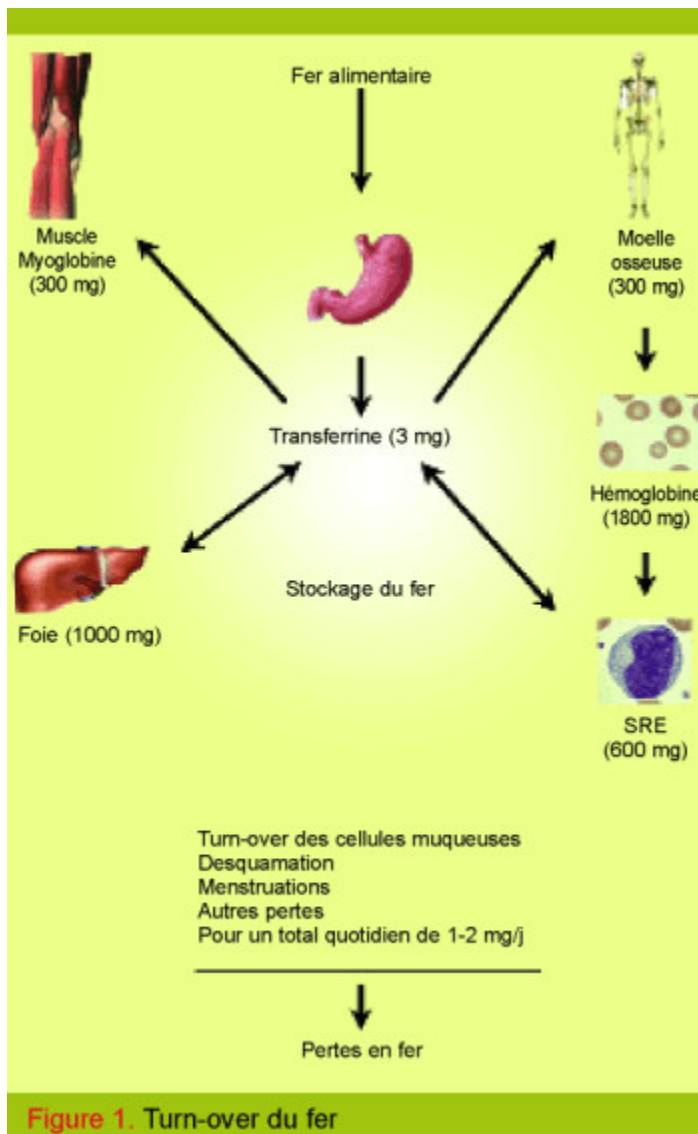 Fer alimentaire
Muscle
Myoglobine
(300 mg)
Moelle
osseuse
(300 mg)
Transferrine (3 mg)
Hémoglobine
(1800 mg)
Stockage du fer
Foie (1000 mg)
SRE
(600 mg)
Turn-over des cellules muqueuses
Desquamation
Menstruations
Autres pertes
Pour un total quotidien de 1-2 mg/j
Pertes en fer
Figure 1. Turn-over du fer